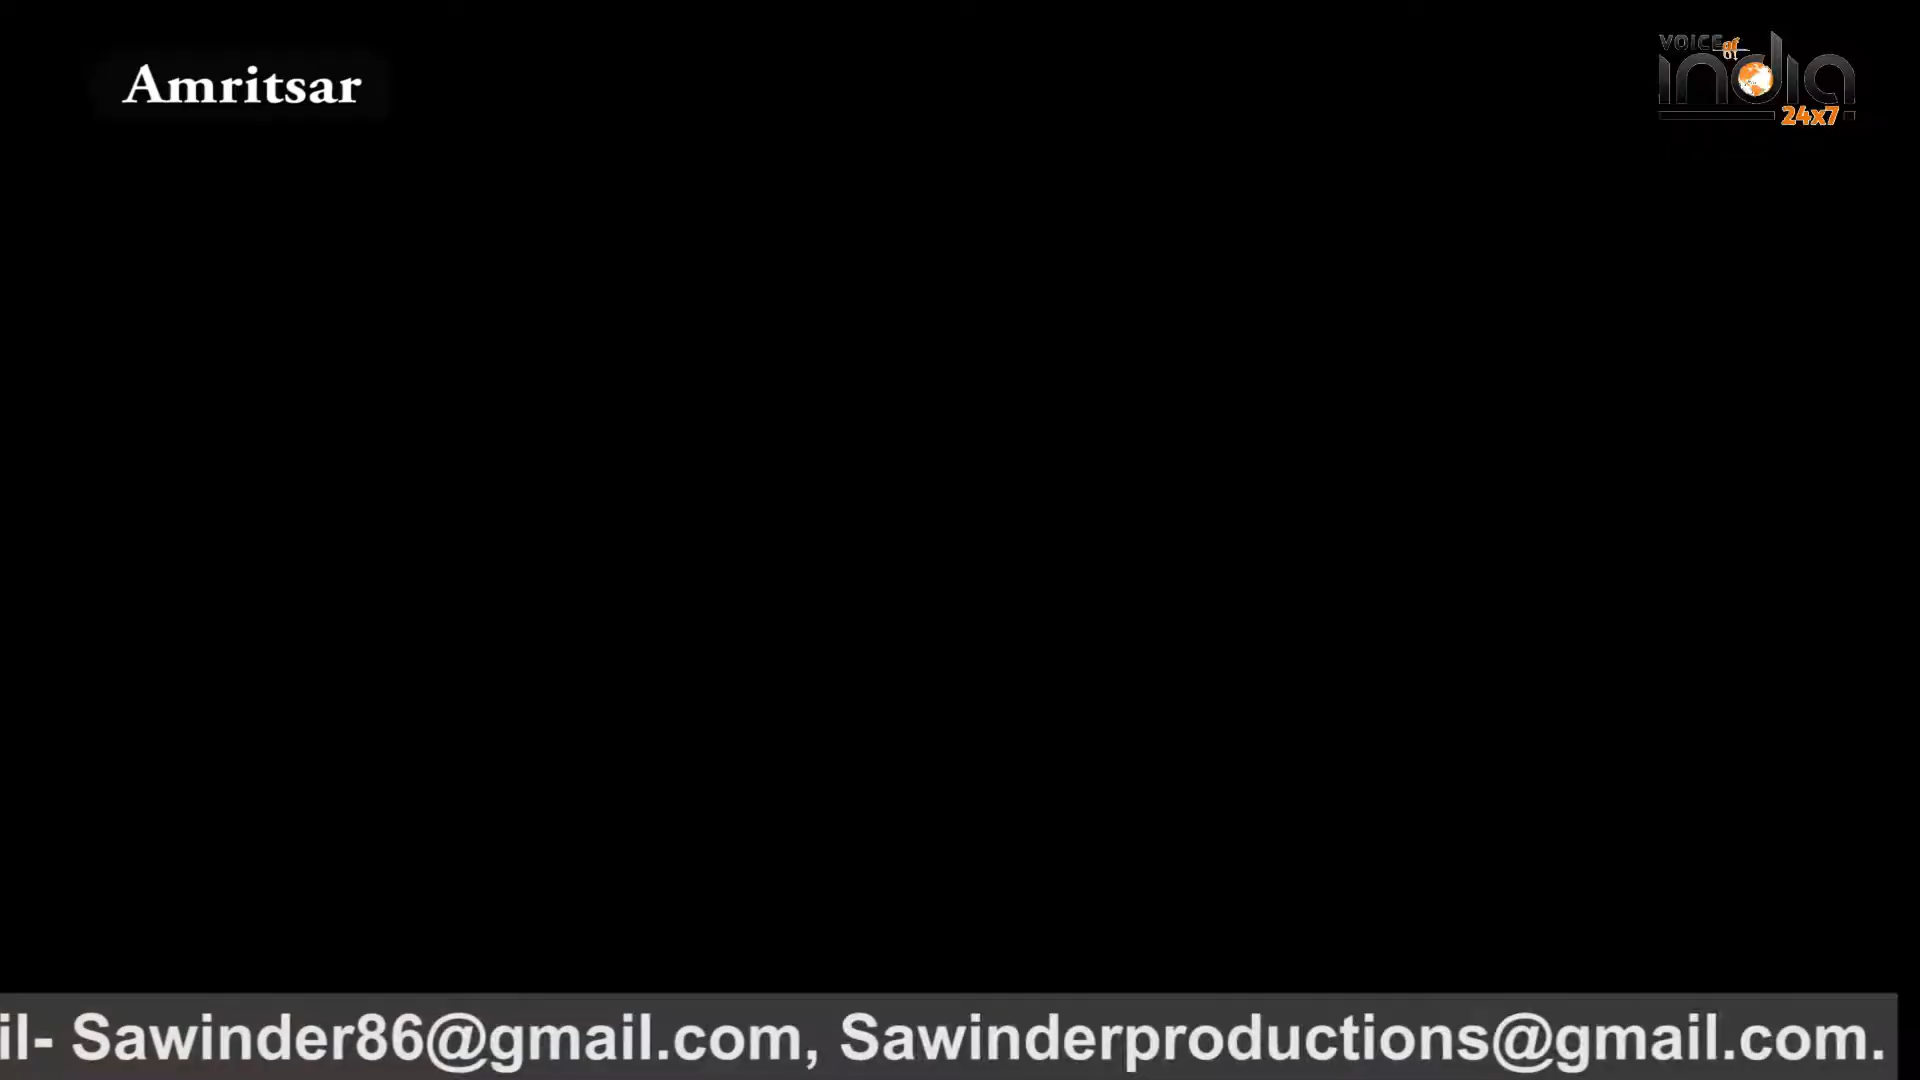 Amritsar
VOICE of
india
24x7
il- Sawinder86@gmail.com, Sawinderproductions@gmail.com.